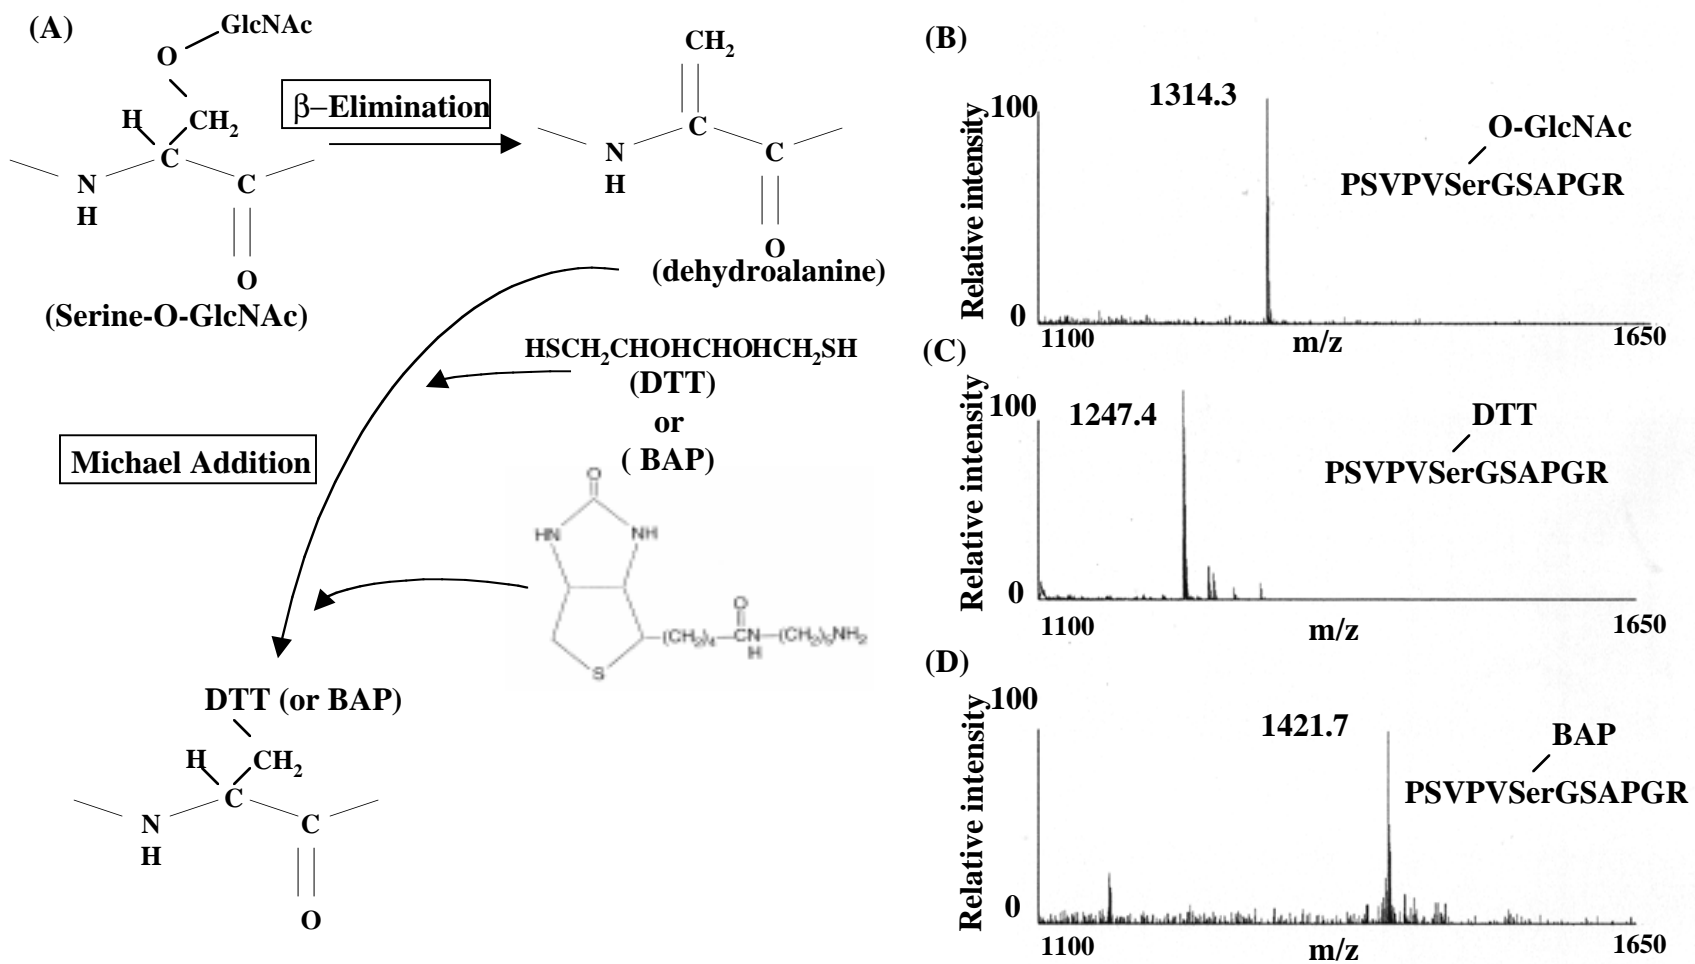 (A)
GlcNAc
O
H
CH2
C
N
H
C
O
(Serine-O-GlcNAc)
β–Elimination
CH2
C
N
H
C
O
(dehydroalanine)
HSCH2CHOHCHOHCH2SH
(DTT)
or
( BAP)
Michael Addition
O
HN
NH
S
(CH2)4
O
CN
H
(CH2)5NH2
DTT (or BAP)
H
CH2
C
N
H
C
O
(B)
Relative intensity
100
0
1314.3
O-GlcNAc
PSVPVSerGSAPGR
1100
m/z
1650
(C)
Relative intensity
100
0
1247.4
DTT
PSVPVSerGSAPGR
1100
m/z
1650
(D)
Relative intensity
100
0
1421.7
BAP
PSVPVSerGSAPGR
1100
m/z
1650